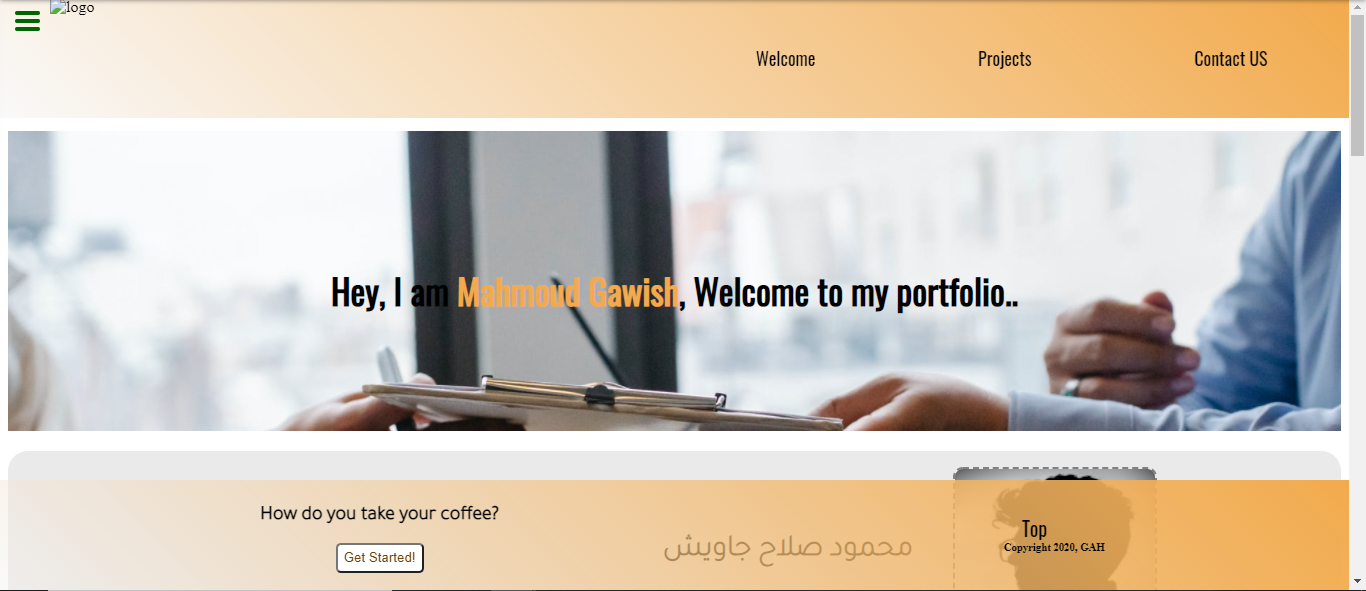 logo
Welcome
Projects
Contact US
Hey, I am Mahmoud Gawish, Welcome to my portfolio..
How do you take your coffee?
Get Started!
محمود صلاح جاويش
Top
Copyright 2020, GAH